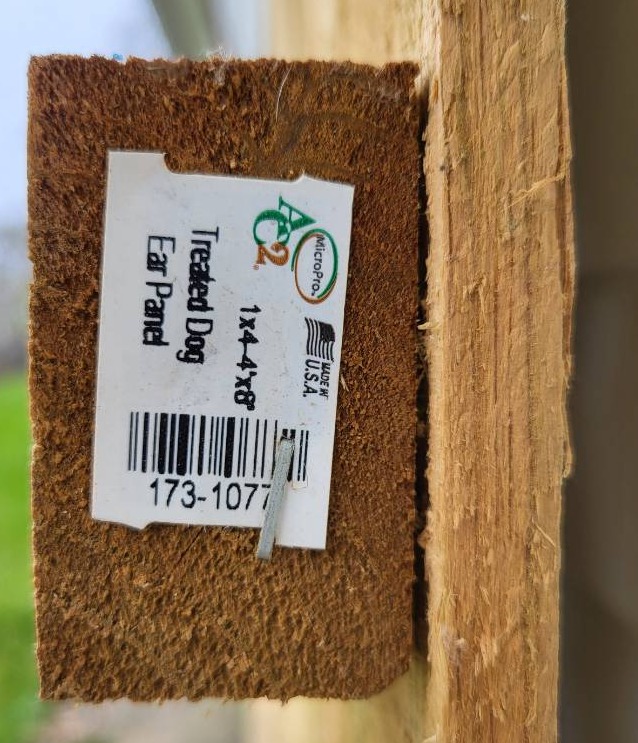 AC2®
MicroPro®
MADE IN
U.S.A.
1x4-4'x8'
Treated Dog
Ear Panel
173-1077